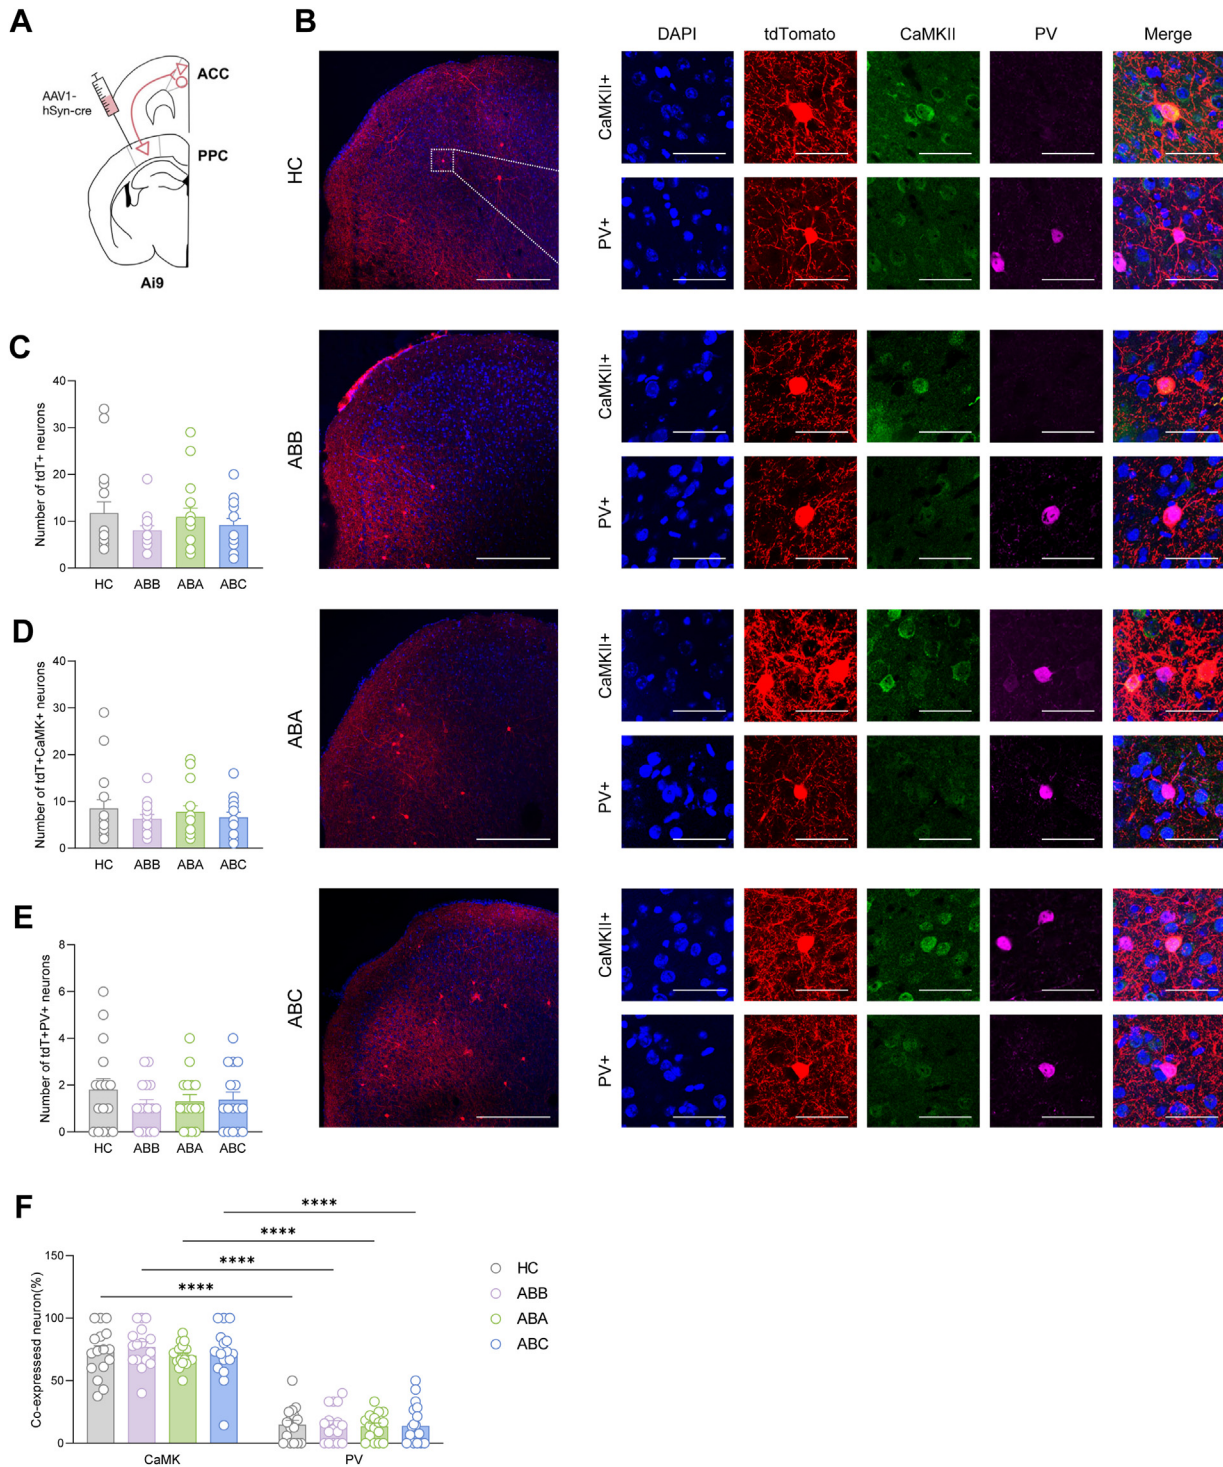 A
AAV1-
hSyn-cre
ACC
PPC
Ai9
B
DAPI
tdTomato
CaMKII
PV
Merge
HC
CaMKII+
PV+
ABB
CaMKII+
PV+
ABA
CaMKII+
PV+
ABC
CaMKII+
PV+
C
Number of tdT+ neurons
40
30
20
10
0
HC ABB ABA ABC
D
Number of tdT+CaMK+ neurons
40
30
20
10
0
HC ABB ABA ABC
E
Number of tdT+PV+ neurons
8
6
4
2
0
HC ABB ABA ABC
F
Co-expressesd neuron(%)
150
100
50
0
****
****
****
****
CaMK PV
HC
ABB
ABA
ABC